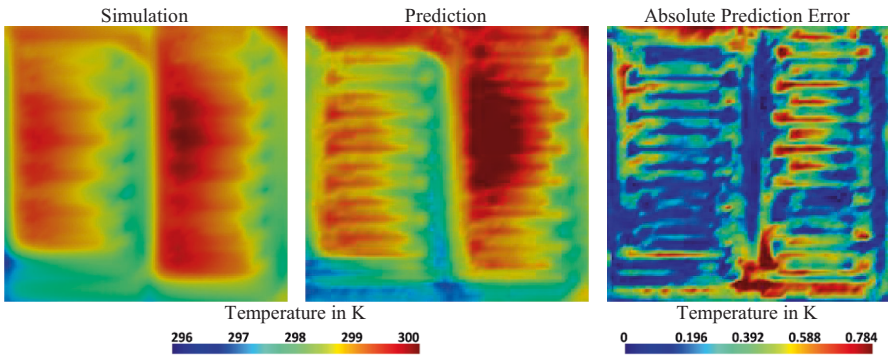 Simulation Prediction Absolute Prediction Error
Temperature in K Temperature in K
296 297 298 299 300 0 0.196 0.392 0.588 0.784